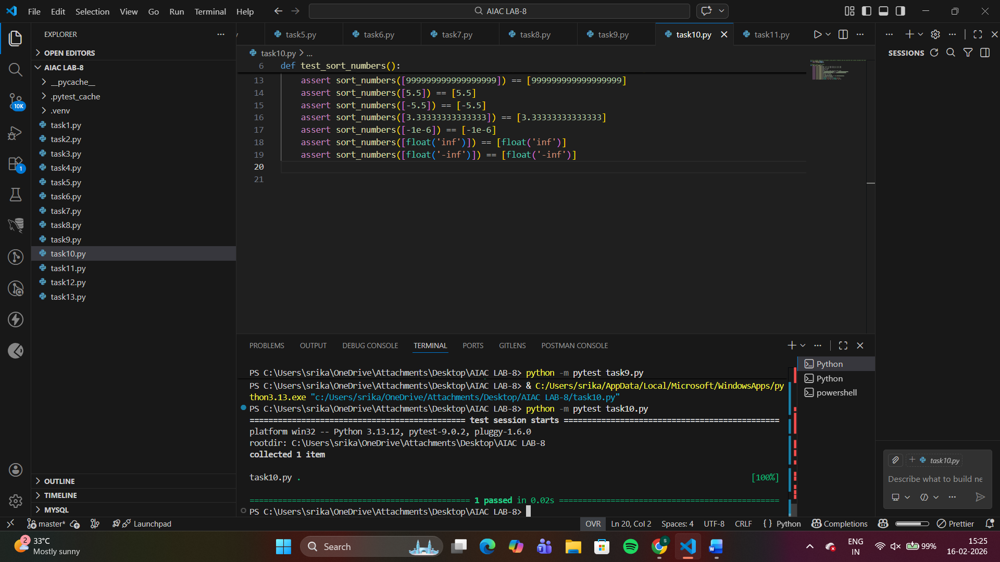 File Edit Selection View Go Run Terminal Help
AIAC LAB-8
EXPLORER
task5.py
task6.py
task7.py
task8.py
task9.py
task10.py
task11.py
OPEN EDITORS
AIAC LAB-8
__pycache__
.pytest_cache
.venv
task1.py
task2.py
task3.py
task4.py
task5.py
task6.py
task7.py
task8.py
task9.py
task10.py
task11.py
task12.py
task13.py
OUTLINE
TIMELINE
MYSQL
10K
1
task10.py > ...
6 def test_sort_numbers():
13 assert sort_numbers([999999999999999999]) == [999999999999999999]
14 assert sort_numbers([5.5]) == [5.5]
15 assert sort_numbers([-5.5]) == [-5.5]
16 assert sort_numbers([3.33333333333333]) == [3.33333333333333]
17 assert sort_numbers([-1e-6]) == [-1e-6]
18 assert sort_numbers([float('inf')]) == [float('inf')]
19 assert sort_numbers([float('-inf')]) == [float('-inf')]
20
21
SESSIONS
PROBLEMS OUTPUT DEBUG CONSOLE TERMINAL PORTS GITLENS POSTMAN CONSOLE
PS C:\Users\srika\OneDrive\Attachments\Desktop\AIAC LAB-8> python -m pytest task9.py
PS C:\Users\srika\OneDrive\Attachments\Desktop\AIAC LAB-8> & C:/Users/srika/AppData/Local/Microsoft/WindowsApps/py
thon3.13.exe "c:/Users/srika/OneDrive/Attachments/Desktop/AIAC LAB-8/task10.py"
PS C:\Users\srika\OneDrive\Attachments\Desktop\AIAC LAB-8> python -m pytest task10.py
============================================== test session starts ==============================================
platform win32 -- Python 3.13.12, pytest-9.0.2, pluggy-1.6.0
rootdir: C:\Users\srika\OneDrive\Attachments\Desktop\AIAC LAB-8
collected 1 item
task10.py . [100%]
=============================================== 1 passed in 0.02s ===============================================
PS C:\Users\srika\OneDrive\Attachments\Desktop\AIAC LAB-8>
Python
Python
powershell
task10.py
Describe what to build ne
master* Launchpad
OVR Ln 20, Col 2 Spaces: 4 UTF-8 CRLF { } Python Completions Prettier
2
33°C
Mostly sunny
Search
ENG
IN
99%
15:25
16-02-2026